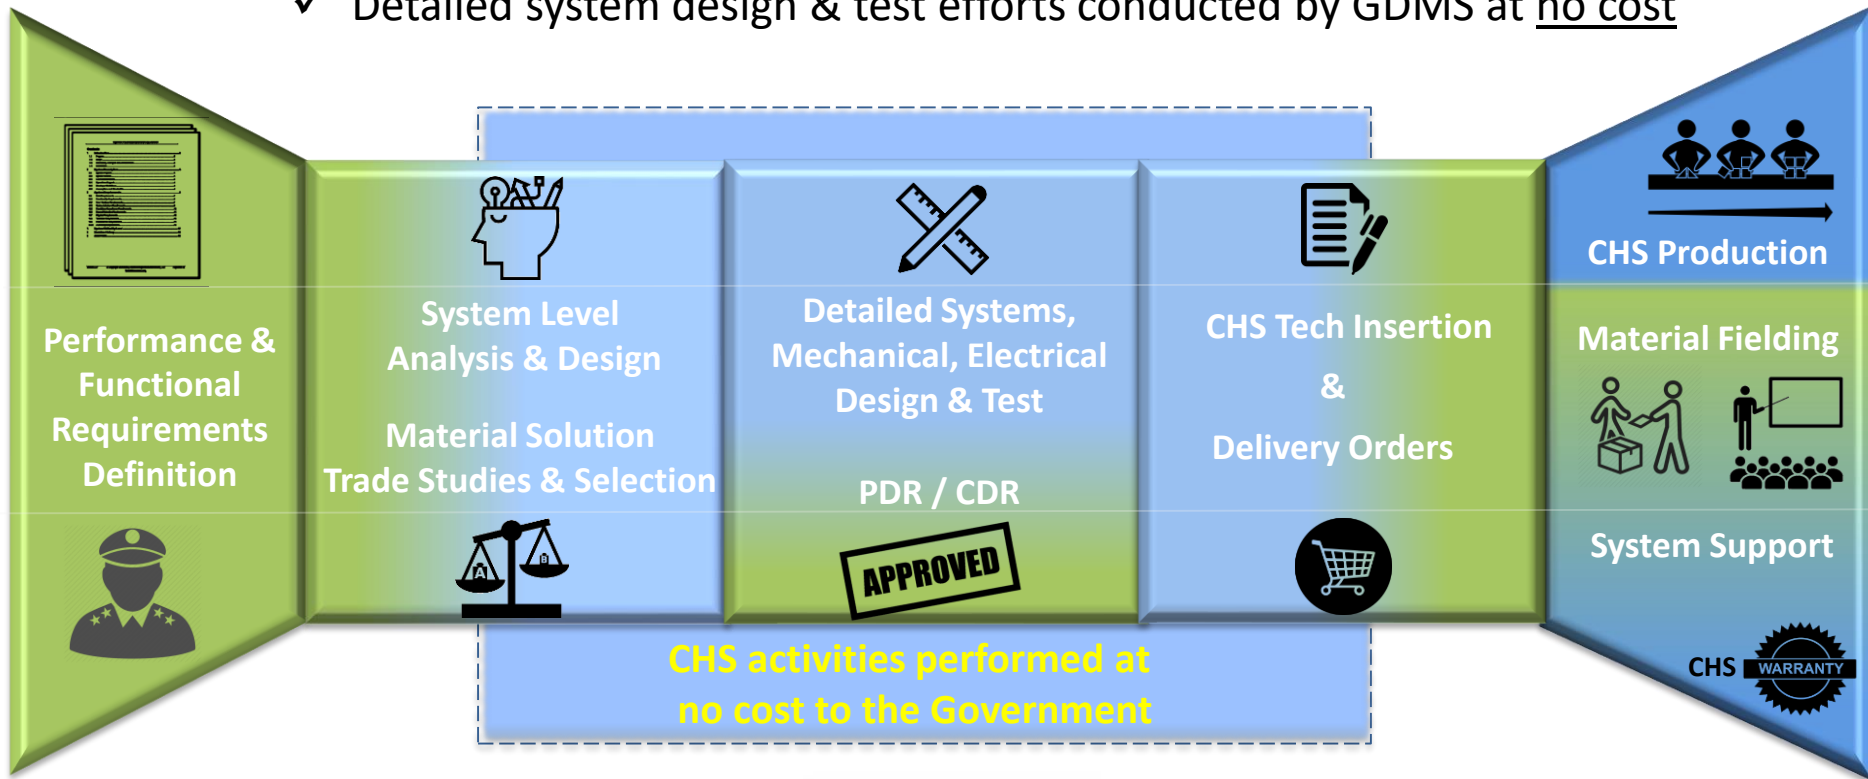 ✓ Detailed system design & test efforts conducted by GDMS at no cost
Performance &
Functional
Requirements
Definition
System Level
Analysis & Design
Material Solution
Trade Studies & Selection
A
B
Detailed Systems,
Mechanical, Electrical
Design & Test
PDR / CDR
APPROVED
CHS Tech Insertion
&
Delivery Orders
CHS Production
Material Fielding
System Support
CHS WARRANTY
CHS activities performed at
no cost to the Government